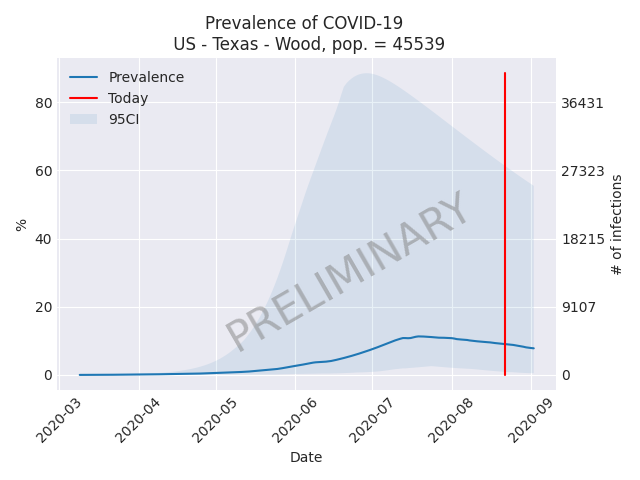 Prevalence of COVID-19
US - Texas - Wood, pop. = 45539
Prevalence
Today
95CI
80
60
40
20
0
%
36431
27323
18215
9107
0
# of infections
PRELIMINARY
2020-03
2020-04
2020-05
2020-06
2020-07
2020-08
2020-09
Date